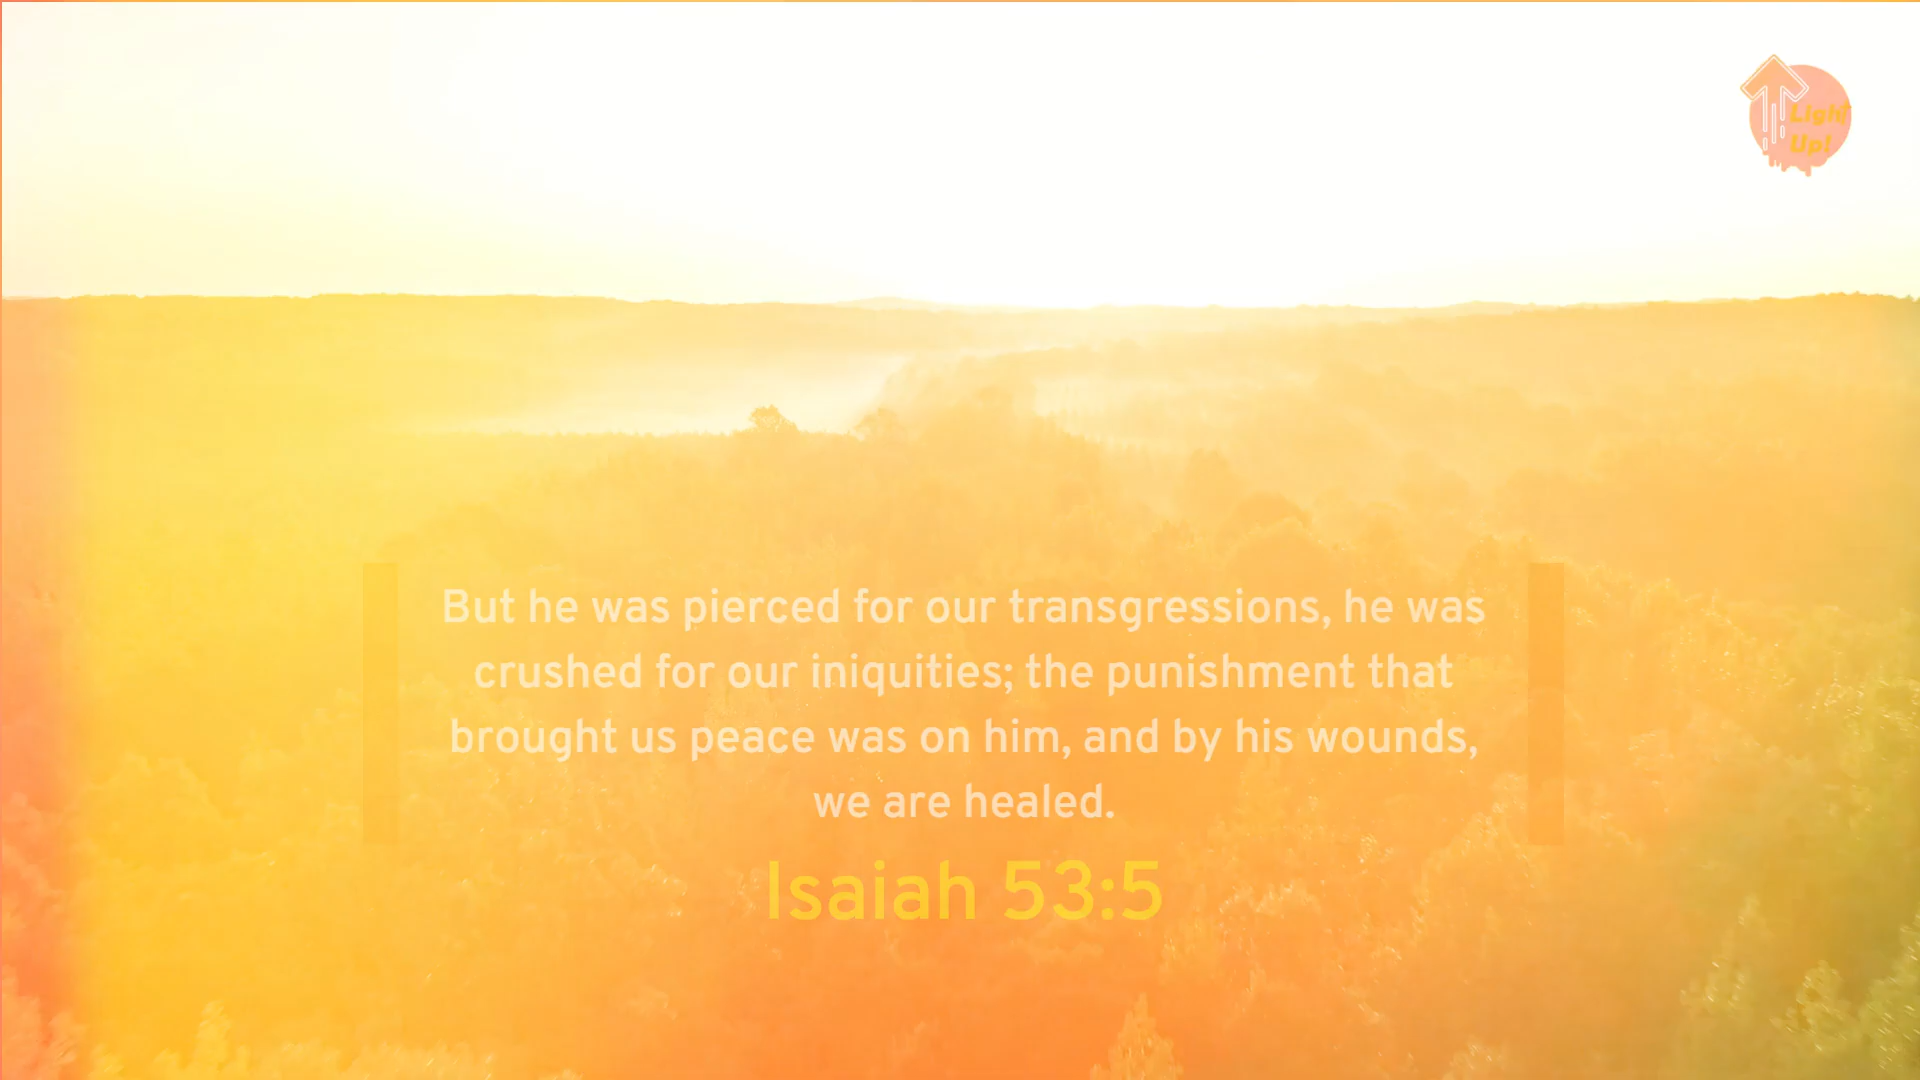 Light
Up!
But he was pierced for our transgressions, he was
crushed for our iniquities; the punishment that
brought us peace was on him, and by his wounds,
we are healed.
Isaiah 53:5